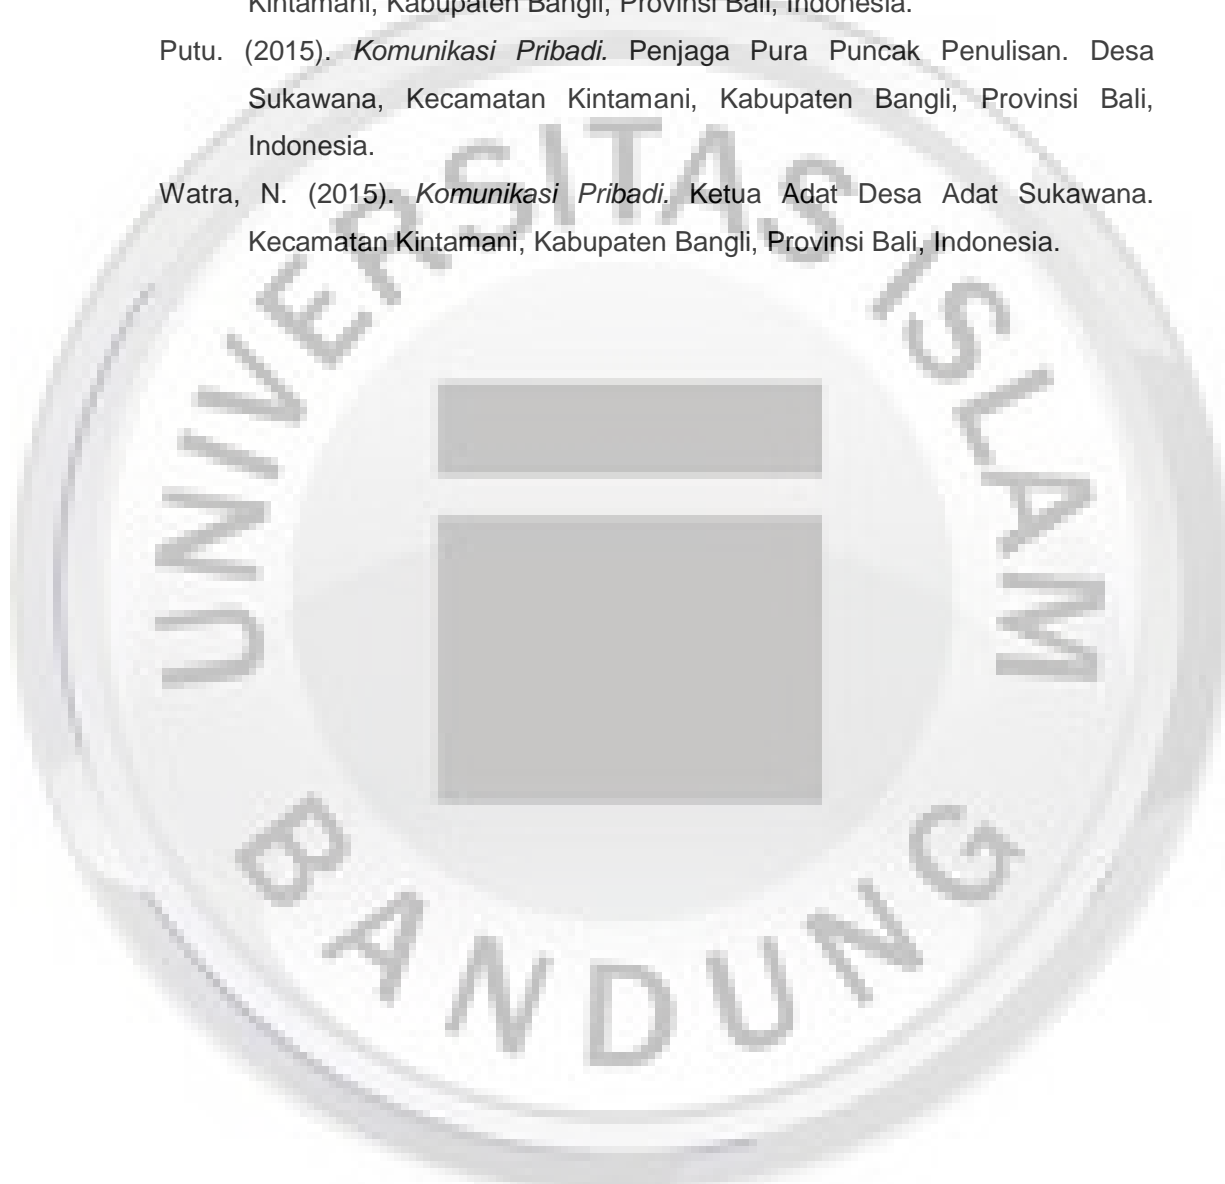 Kintamani, Kabupaten Bangli, Provinsi Bali, Indonesia.
Putu. (2015). Komunikasi Pribadi. Penjaga Pura Puncak Penulisan. Desa
Sukawana, Kecamatan Kintamani, Kabupaten Bangli, Provinsi Bali,
Indonesia.
Watra, N. (2015). Komunikasi Pribadi. Ketua Adat Desa Adat Sukawana.
Kecamatan Kintamani, Kabupaten Bangli, Provinsi Bali, Indonesia.
UNIVERSITAS ISLAM
BANDUNG